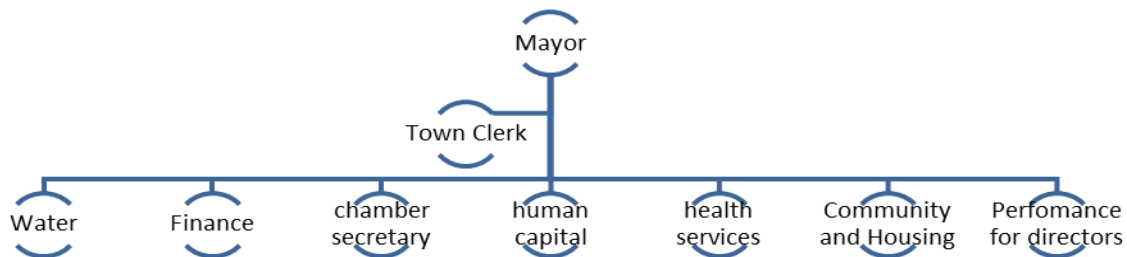 Mayor
Town Clerk
Water
Finance
chamber
secretary
human
capital
health
services
Community
and Housing
Perfomance
for directors